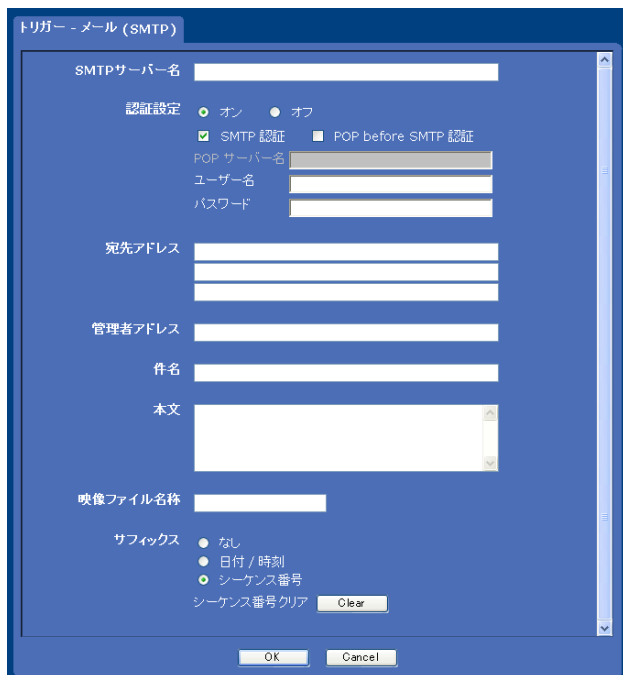 トリガー - メール (SMTP)
SMTPサーバー名
認証設定 オン オフ
SMTP 認証 POP before SMTP 認証
POP サーバー名
ユーザー名
パスワード
宛先アドレス
管理者アドレス
件名
本文
映像ファイル名称
サフィックス なし
日付 / 時刻
シーケンス番号
シーケンス番号クリア Clear
OK Cancel